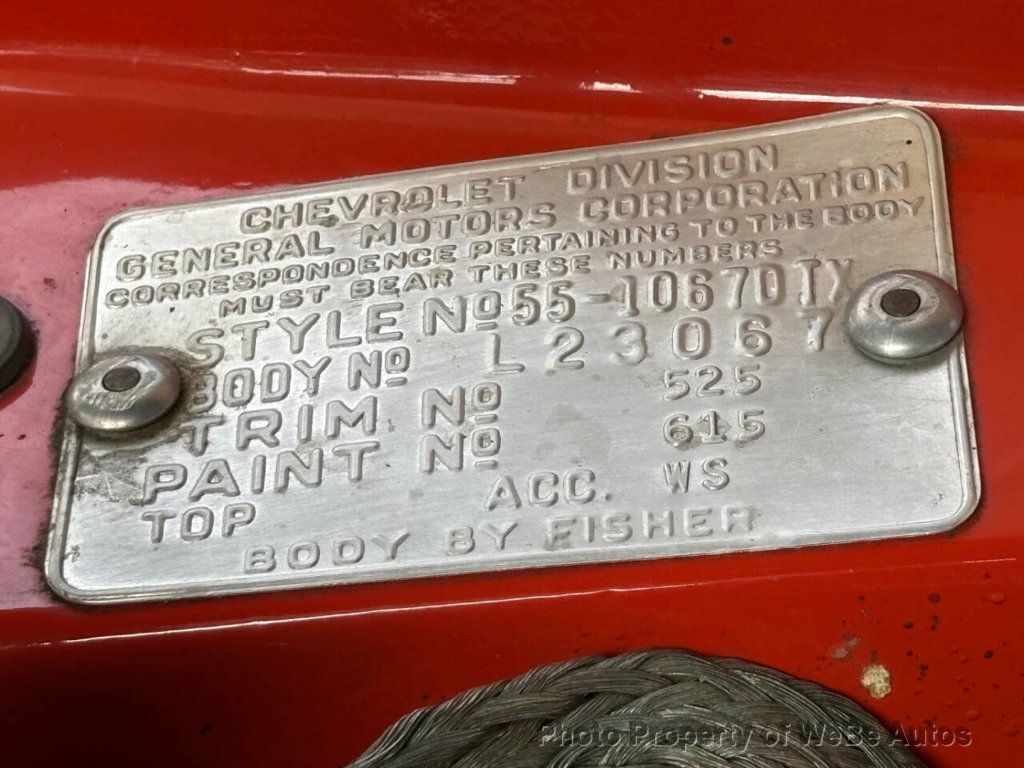 CHEVROLET DIVISION
GENERAL MOTORS CORPORATION
CORRESPONDENCE PERTAINING TO THE BODY
MUST BEAR THESE NUMBERS
STYLE No 55-1067DTX
BODY No L23067
TRIM No 525
PAINT No 615
TOP ACC. WS
BODY BY FISHER
Photo Property of WeBe Autos